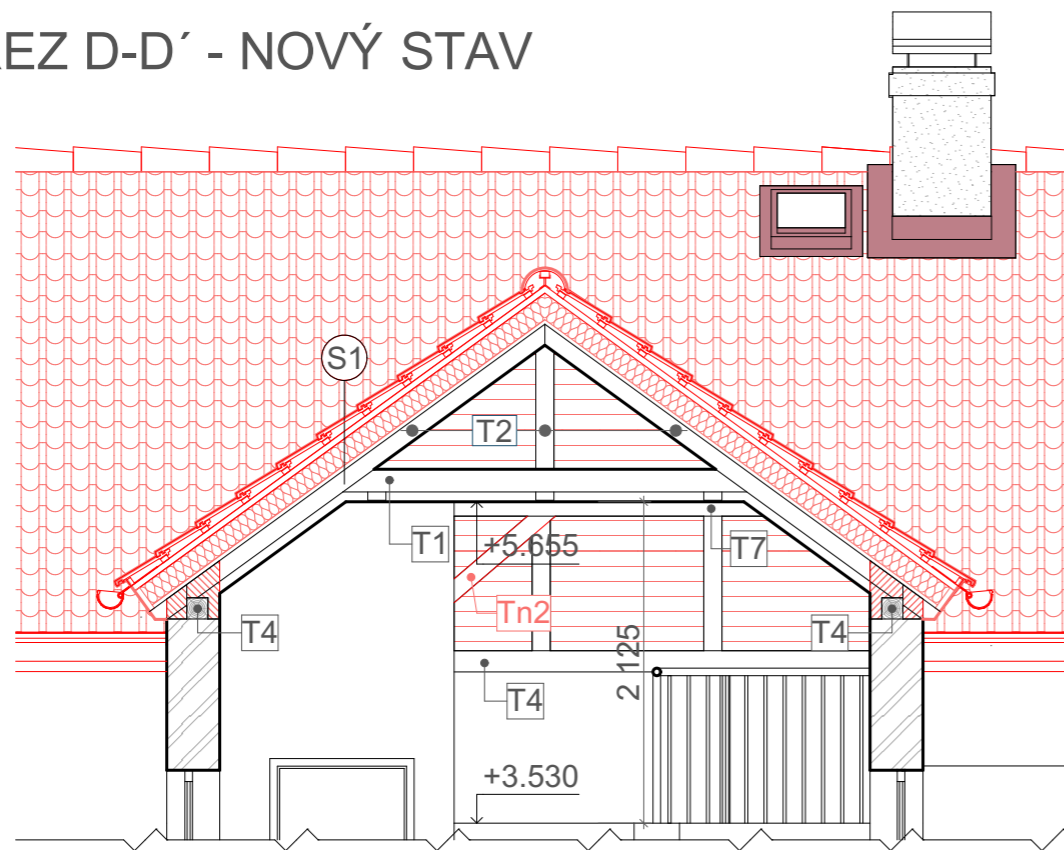 EZ D-D´ - NOVÝ STAV
S1
T2
T1
+5.655
T7
Tn2
T4
T4
2 125
T4
+3.530